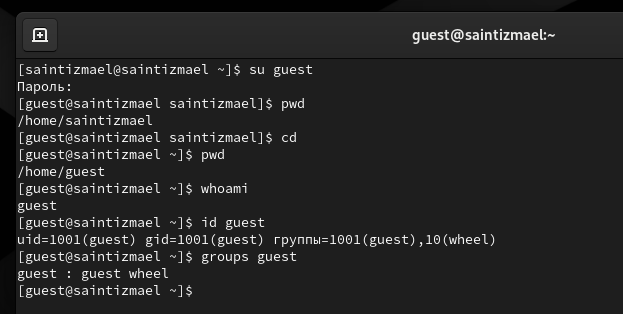 guest@saintizmael:~
[saintizmael@saintizmael ~]$ su guest
Пароль:
[guest@saintizmael saintizmael]$ pwd
/home/saintizmael
[guest@saintizmael saintizmael]$ cd
[guest@saintizmael ~]$ pwd
/home/guest
[guest@saintizmael ~]$ whoami
guest
[guest@saintizmael ~]$ id guest
uid=1001(guest) gid=1001(guest) группы=1001(guest),10(wheel)
[guest@saintizmael ~]$ groups guest
guest : guest wheel
[guest@saintizmael ~]$